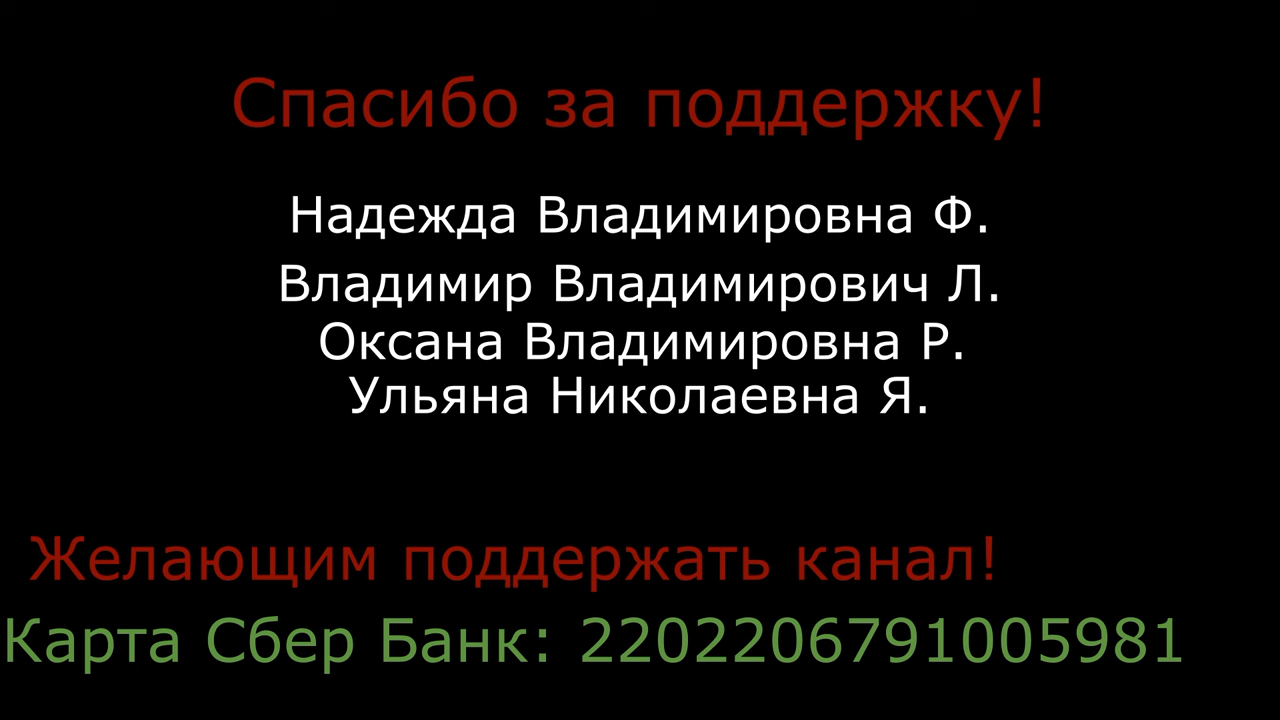 Спасибо за поддержку!
Надежда Владимировна Ф.
Владимир Владимирович Л.
Оксана Владимировна Р.
Ульяна Николаевна Я.
Желающим поддержать канал!
Карта Сбер Банк: 2202206791005981